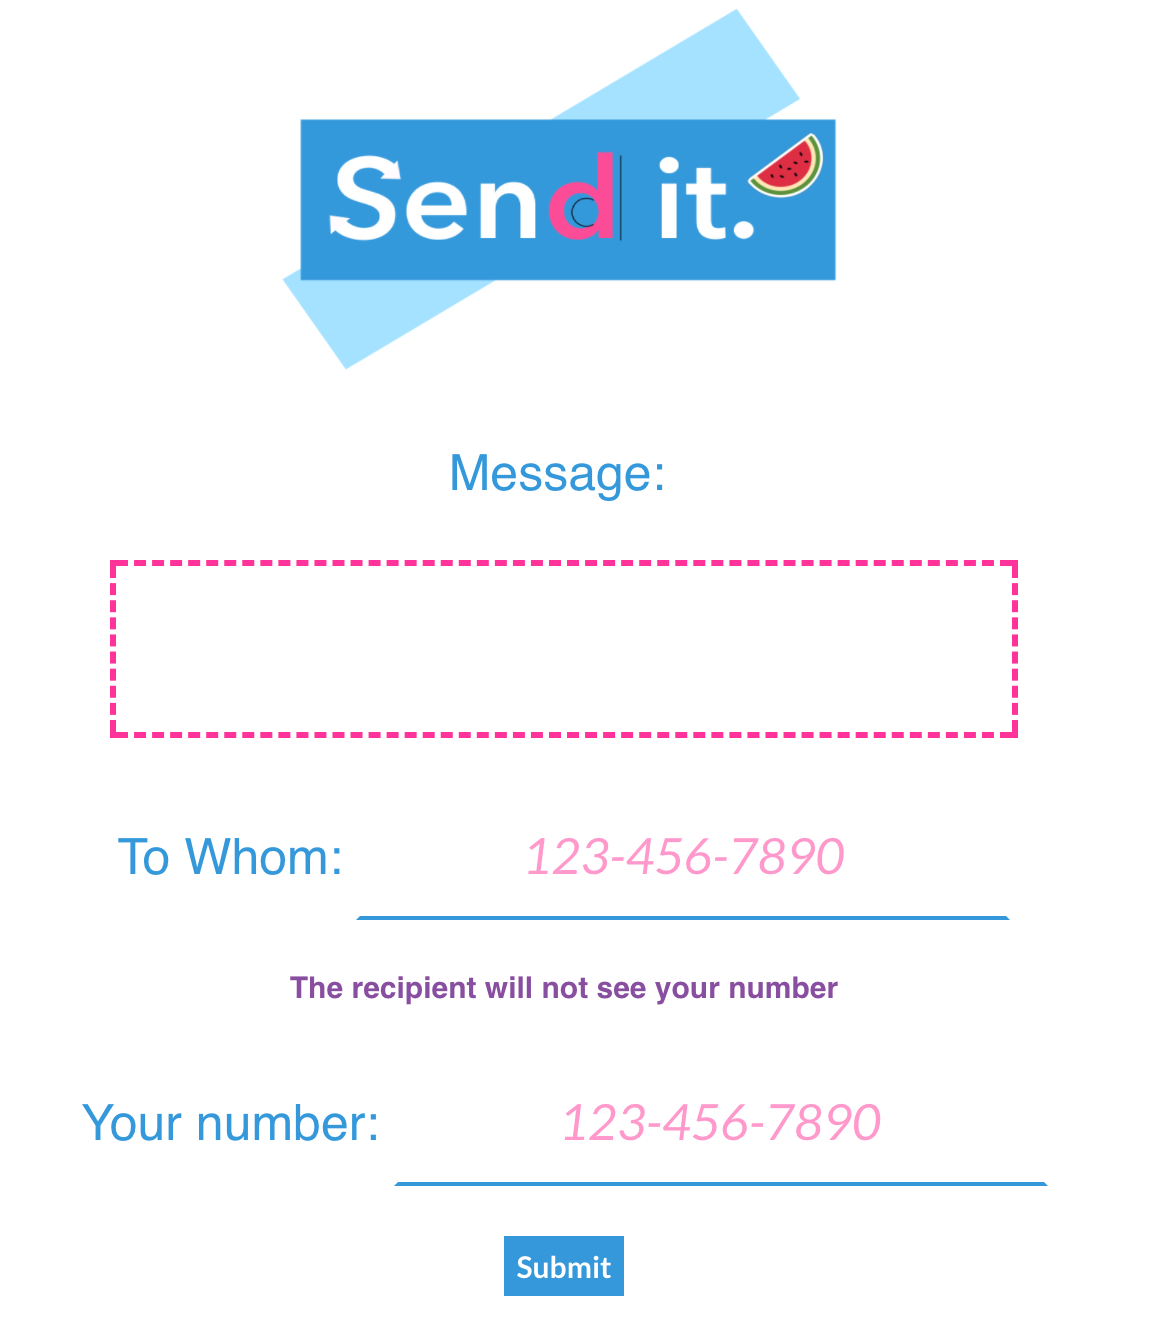 Send it.
Message:
To Whom: 123-456-7890
The recipient will not see your number
Your number: 123-456-7890
Submit